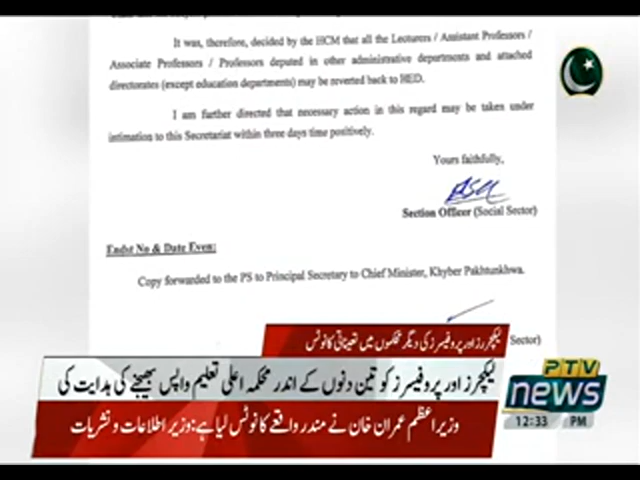 It was, therefore, decided by the HCM that all the Lecturers / Assistant Professors /
Associate Professors / Professors deputed in other administrative departments and attached
directorates (except education departments) may be reverted back to HED.
I am further directed that necessary action in this regard may be taken under
intimation to this Secretariat within three days time positively.
Yours faithfully,
Section Officer (Social Sector)
Endst No & Date Even:
Copy forwarded to the PS to Principal Secretary to Chief Minister, Khyber Pakhtunkhwa.
Sector)
لیکچررز اور پروفیسرز کی دیگر محکموں میں تعیناتی کا نوٹس
لیکچرز اور پروفیسرز کو تین دنوں کے اندر محکمہ اعلی تعلیم واپس بھیجنے کی ہدایت کی
وزیراعظم عمران خان نے مندر واقعے کا نوٹس لیا ہے: وزیر اطلاعات و نشریات
PTV
news
12:33 PM